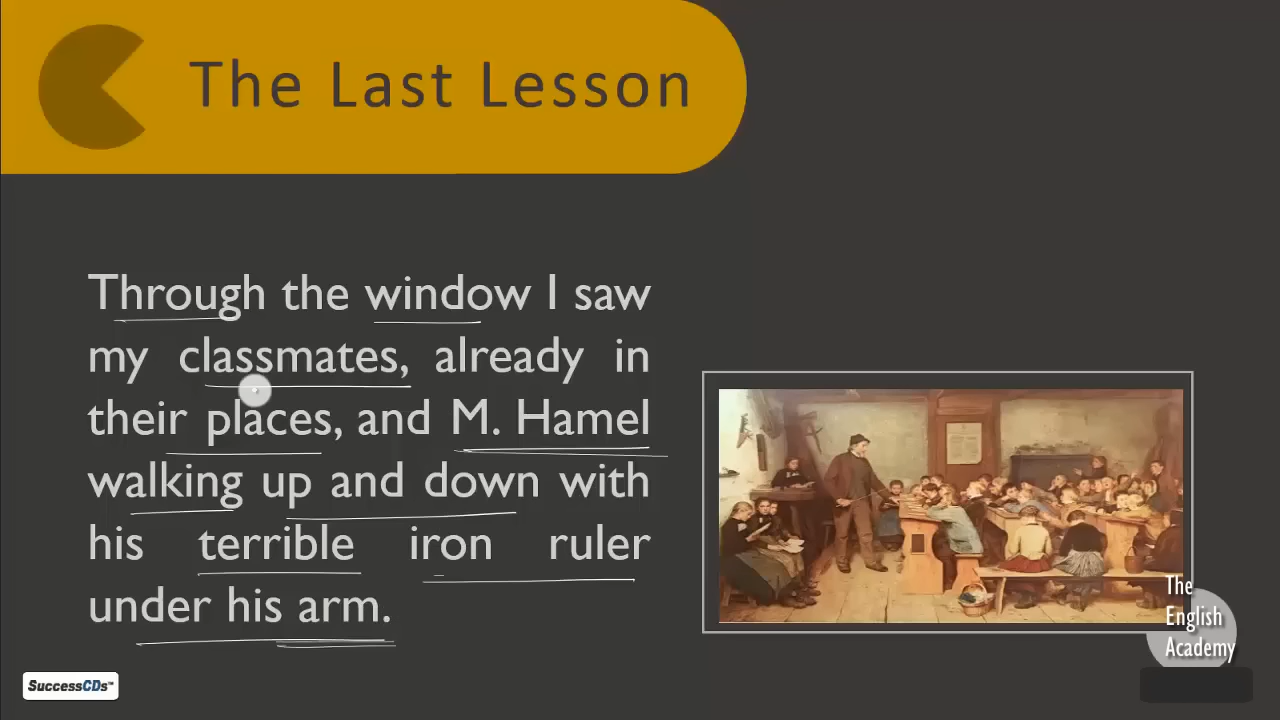 The Last Lesson
Through the window I saw
my classmates, already in
their places, and M. Hamel
walking up and down with
his terrible iron ruler
under his arm.
The
English
Academy
SuccessCDs™